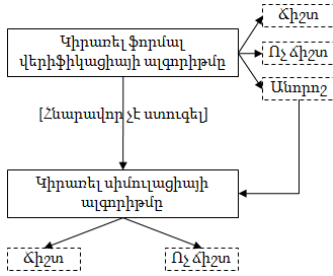 Կիրառել ֆորմալ
վերիֆիկացիայի ալգորիթմը
Ճիշտ
Ոչ ճիշտ
Անորոշ
[Հնարավոր չէ ստուգել]
Կիրառել սիմուլացիայի
ալգորիթմը
Ճիշտ
Ոչ ճիշտ